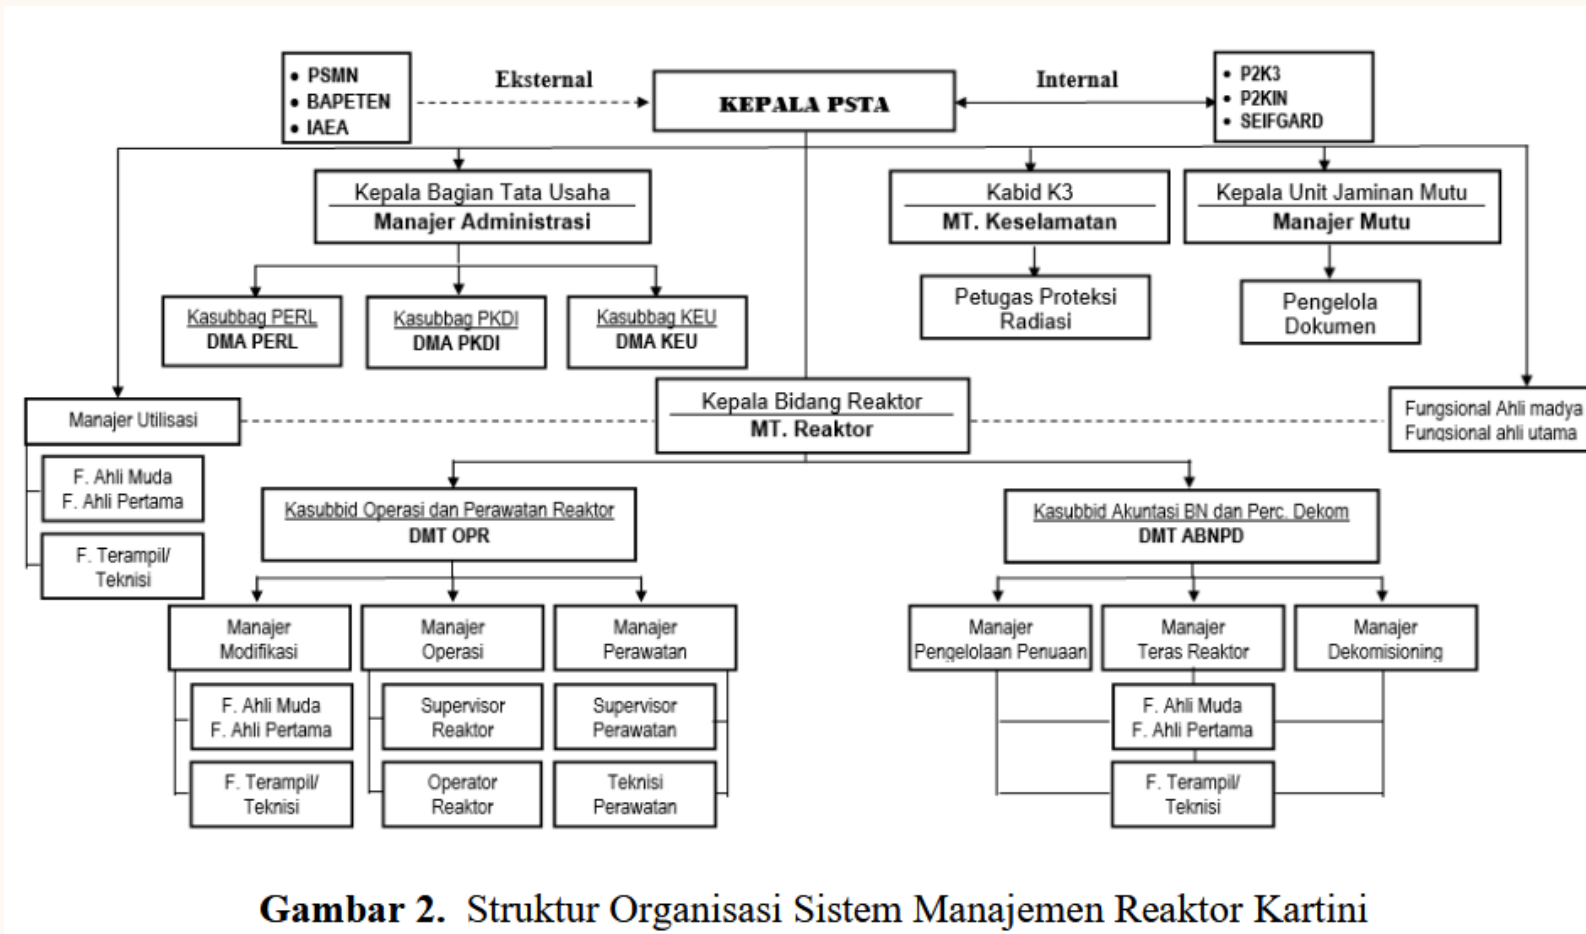 • PSMN
• BAPETEN
• IAEA
Eksternal
KEPALA PSTA
Internal
• P2K3
• P2KIN
• SEIFGARD
Kepala Bagian Tata Usaha
Manajer Administrasi
Kabid K3
MT. Keselamatan
Kepala Unit Jaminan Mutu
Manajer Mutu
Kasubbag PERL
DMA PERL
Kasubbag PKDI
DMA PKDI
Kasubbag KEU
DMA KEU
Petugas Proteksi
Radiasi
Pengelola
Dokumen
Manajer Utilisasi
Kepala Bidang Reaktor
MT. Reaktor
Fungsional Ahli madya
Fungsional ahli utama
F. Ahli Muda
F. Ahli Pertama
F. Terampil/
Teknisi
Kasubbid Operasi dan Perawatan Reaktor
DMT OPR
Kasubbid Akuntasi BN dan Perc. Dekom
DMT ABNPD
Manajer
Modifikasi
Manajer
Operasi
Manajer
Perawatan
Manajer
Pengelolaan Penuaan
Manajer
Teras Reaktor
Manajer
Dekomisioning
F. Ahli Muda
F. Ahli Pertama
Supervisor
Reaktor
Supervisor
Perawatan
F. Ahli Muda
F. Ahli Pertama
F. Terampil/
Teknisi
Operator
Reaktor
Teknisi
Perawatan
F. Terampil/
Teknisi
Gambar 2. Struktur Organisasi Sistem Manajemen Reaktor Kartini